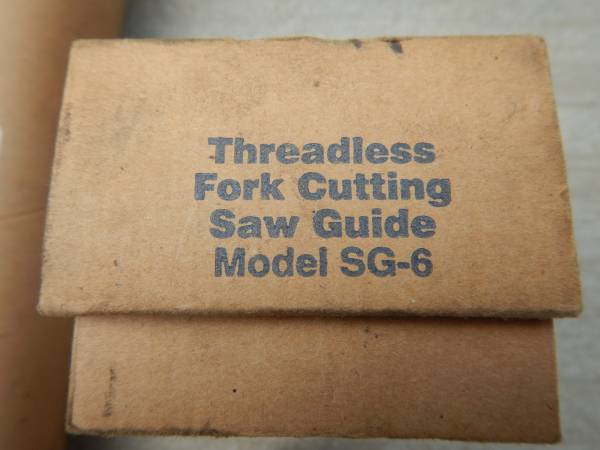 Threadless
Fork Cutting
Saw Guide
Model SG-6